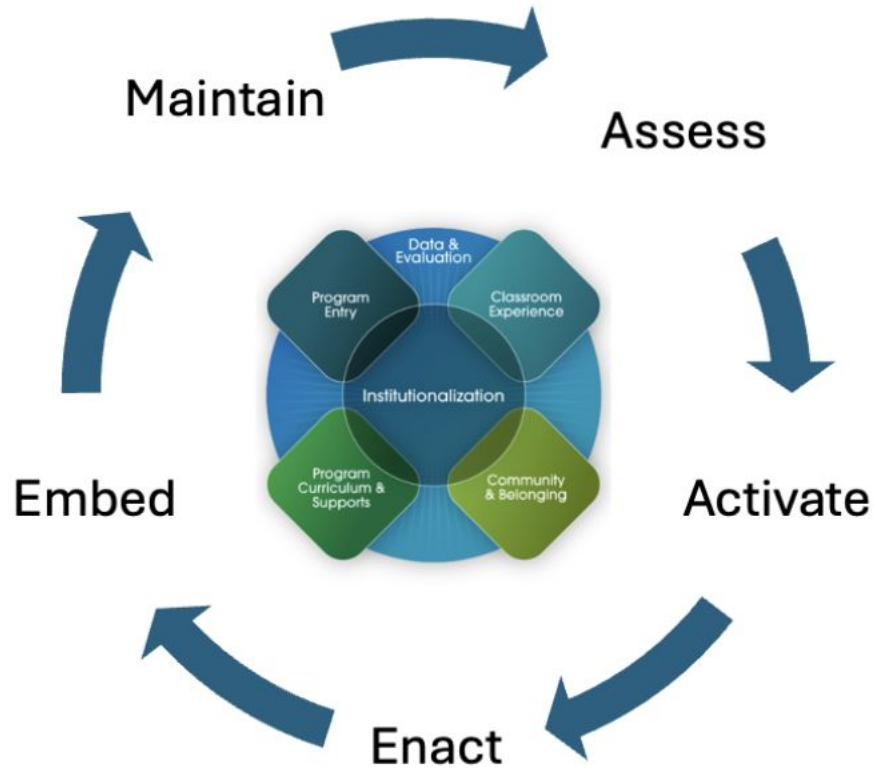 Maintain
Assess
Data &
Evaluation
Program
Entry
Classroom
Experience
Institutionalization
Program
Curriculum &
Supports
Community
& Belonging
Embed
Activate
Enact